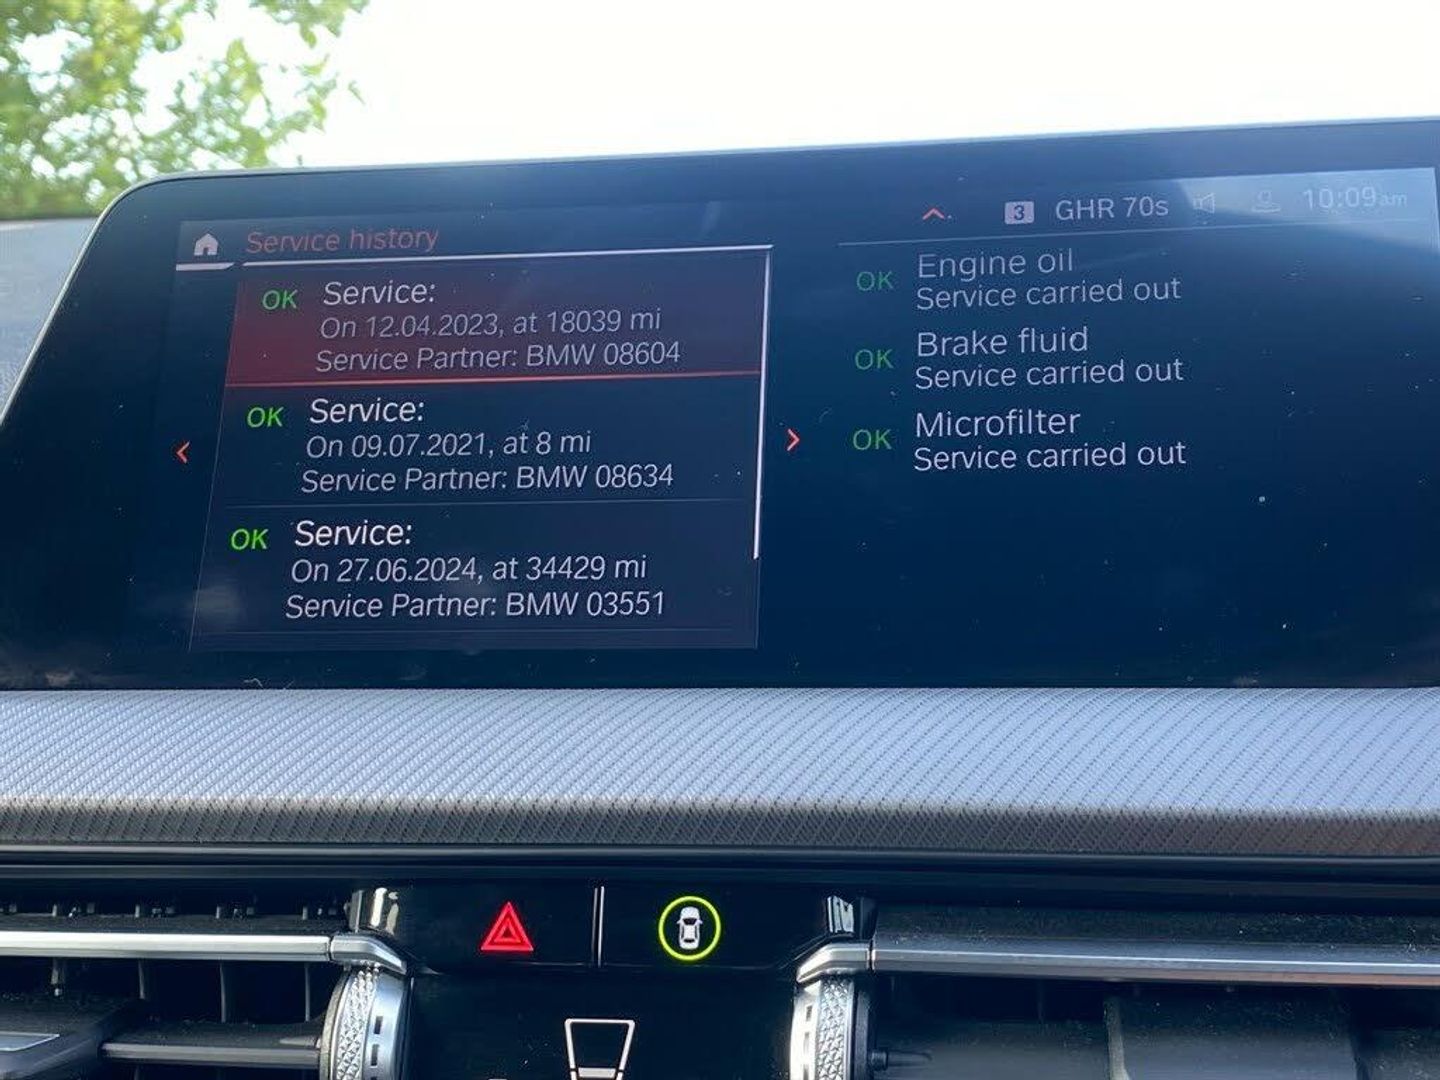 Service history
3 GHR 70s 10:09am
OK Service:
On 12.04.2023, at 18039 mi
Service Partner: BMW 08604
OK Service:
On 09.07.2021, at 8 mi
Service Partner: BMW 08634
OK Service:
On 27.06.2024, at 34429 mi
Service Partner: BMW 03551
OK Engine oil
Service carried out
OK Brake fluid
Service carried out
OK Microfilter
Service carried out